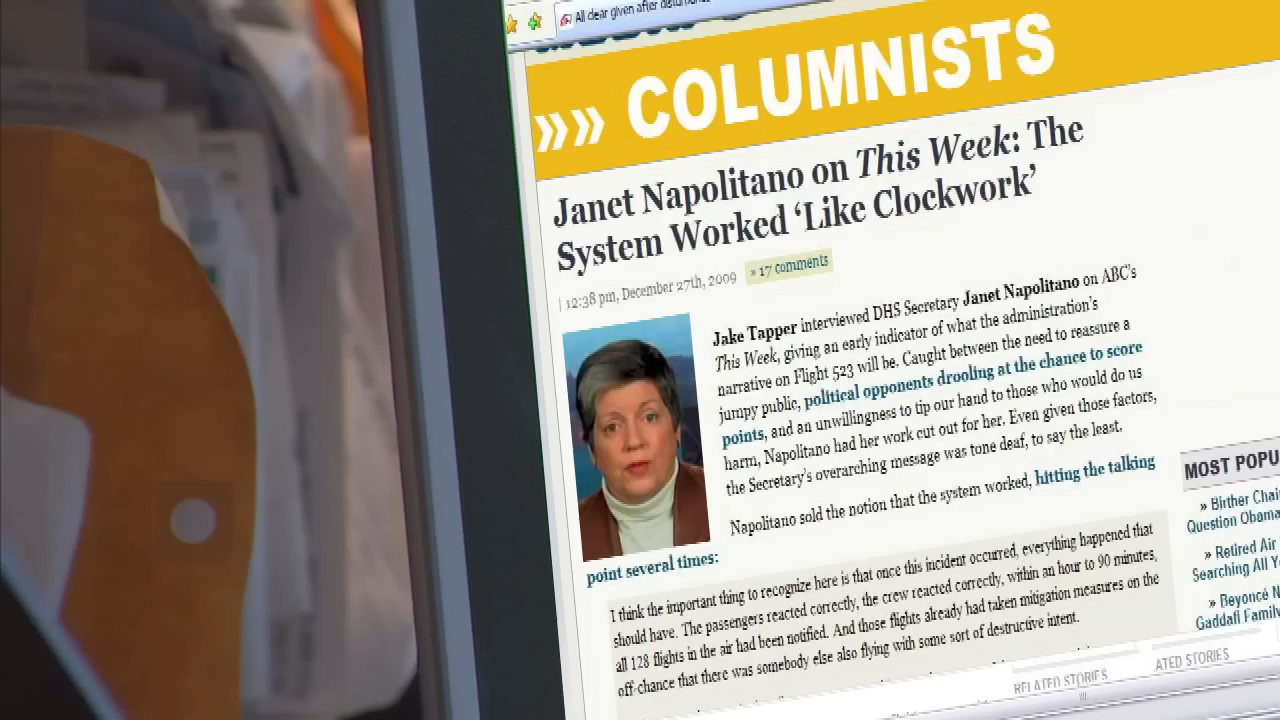 All clear given after
»» COLUMNISTS
Janet Napolitano on This Week: The
System Worked ‘Like Clockwork’
| 12:38 pm, December 27th, 2009 » 17 comments
Jake Tapper interviewed DHS Secretary Janet Napolitano on ABC’s
This Week, giving an early indicator of what the administration’s
narrative on Flight 523 will be. Caught between the need to reassure a
jumpy public, political opponents drooling at the chance to score
points, and an unwillingness to tip our hand to those who would do us
harm, Napolitano had her work cut out for her. Even given those factors,
the Secretary’s overarching message was tone deaf, to say the least.
Napolitano sold the notion that the system worked, hitting the talking
point several times:
I think the important thing to recognize here is that once this incident occurred, everything happened that
should have. The passengers reacted correctly, the crew reacted correctly, within an hour to 90 minutes,
all 128 flights in the air had been notified. And those flights already had taken mitigation measures on the
off-chance that there was somebody else also flying with some sort of destructive intent.
MOST POPU
» Birther Chai
Question Obama
» Retired Air
Searching All Y
» Beyoncé N
Gaddafi Famil
RELATED STORIES
ATED STORIES